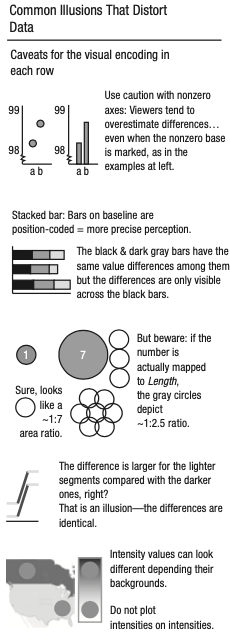 Common Illusions That Distort
Data
Caveats for the visual encoding in
each row
99
98
a b
99
98
a b
Use caution with nonzero
axes: Viewers tend to
overestimate differences…
even when the nonzero base
is marked, as in the
examples at left.
Stacked bar: Bars on baseline are
position-coded = more precise perception.
The black & dark gray bars have the
same value differences among them
but the differences are only visible
across the black bars.
1
7
Sure, looks
like a
~1:7
area ratio.
But beware: if the
number is
actually mapped
to Length,
the gray circles
depict
~1:2.5 ratio.
The difference is larger for the lighter
segments compared with the darker
ones, right?
That is an illusion—the differences are
identical.
Intensity values can look
different depending their
backgrounds.
Do not plot
intensities on intensities.